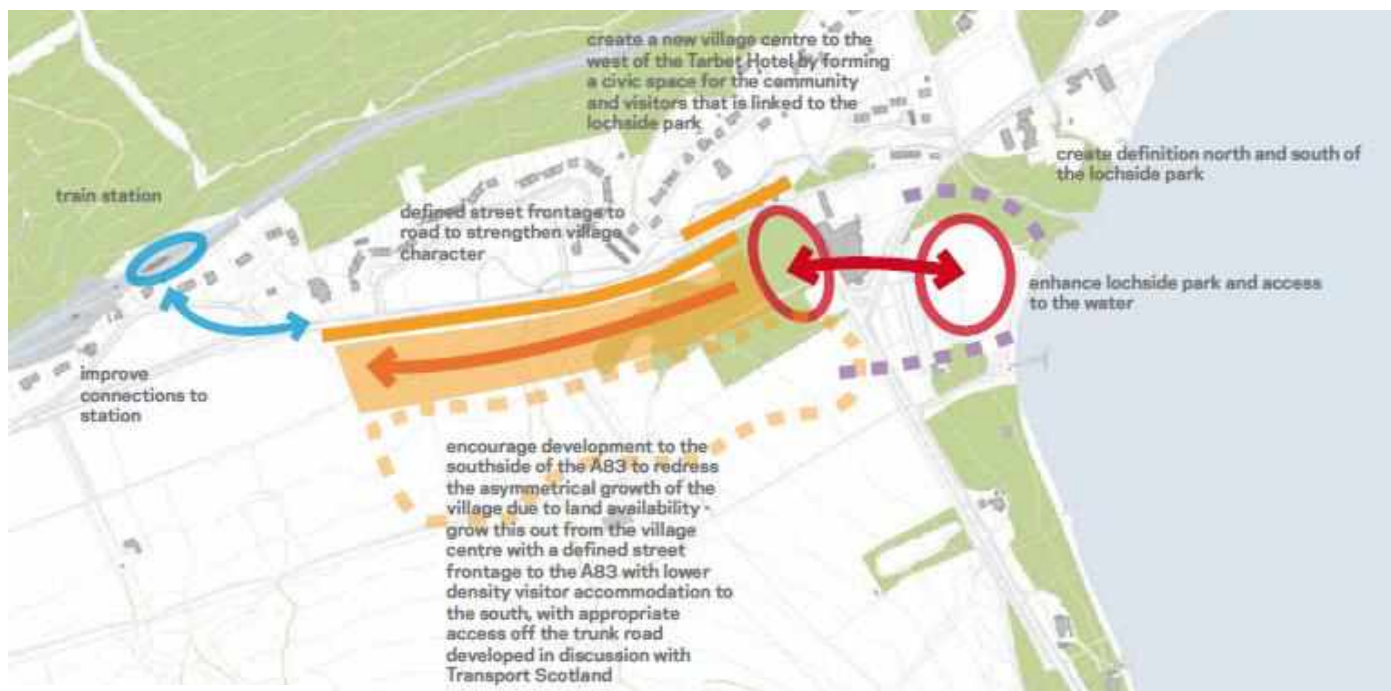 create a new village centre to the
west of the Tarbet Hotel by forming
a civic space for the community
and visitors that is linked to the
lochside park
create definition north and south of
the lochside park
train station
defined street frontage to
road to strengthen village
character
enhance lochside park and access
to the water
improve
connections to
station
encourage development to the
southside of the A83 to redress
the asymmetrical growth of the
village due to land availability -
grow this out from the village
centre with a defined street
frontage to the A83 with lower
density visitor accommodation to
the south, with appropriate
access off the trunk road
developed in discussion with
Transport Scotland